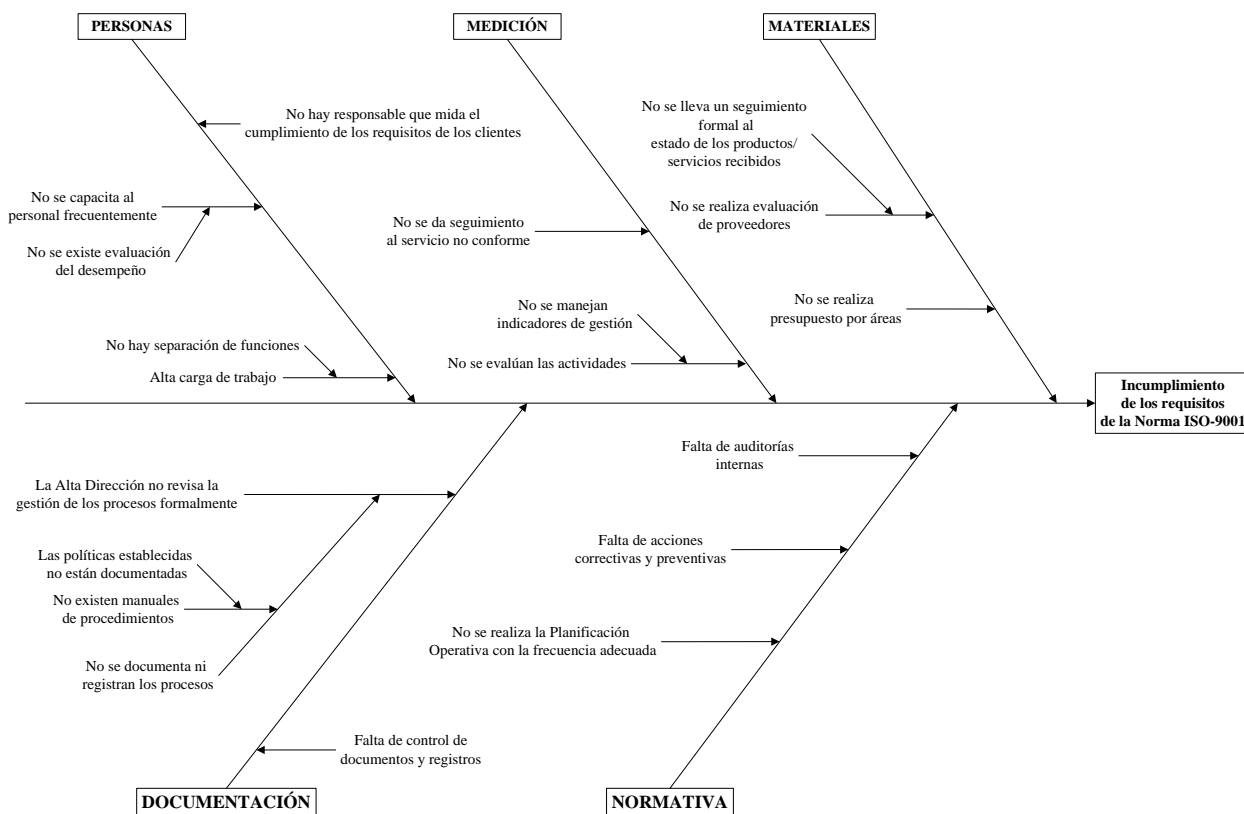 PERSONAS
MEDICIÓN
MATERIALES
No hay responsable que mida el
cumplimiento de los requisitos de los clientes
No se lleva un seguimiento
formal al
estado de los productos/
servicios recibidos
No se capacita al
personal frecuentemente
No se existe evaluación
del desempeño
No se da seguimiento
al servicio no conforme
No se realiza evaluación
de proveedores
No se manejan
indicadores de gestión
No se realiza
presupuesto por áreas
No hay separación de funciones
Alta carga de trabajo
No se evalúan las actividades
Incumplimiento
de los requisitos
de la Norma ISO-9001
Falta de auditorías
internas
La Alta Dirección no revisa la
gestión de los procesos formalmente
Falta de acciones
correctivas y preventivas
Las políticas establecidas
no están documentadas
No existen manuales
de procedimientos
No se realiza la Planificación
Operativa con la frecuencia adecuada
No se documenta ni
registran los procesos
Falta de control de
documentos y registros
DOCUMENTACIÓN
NORMATIVA